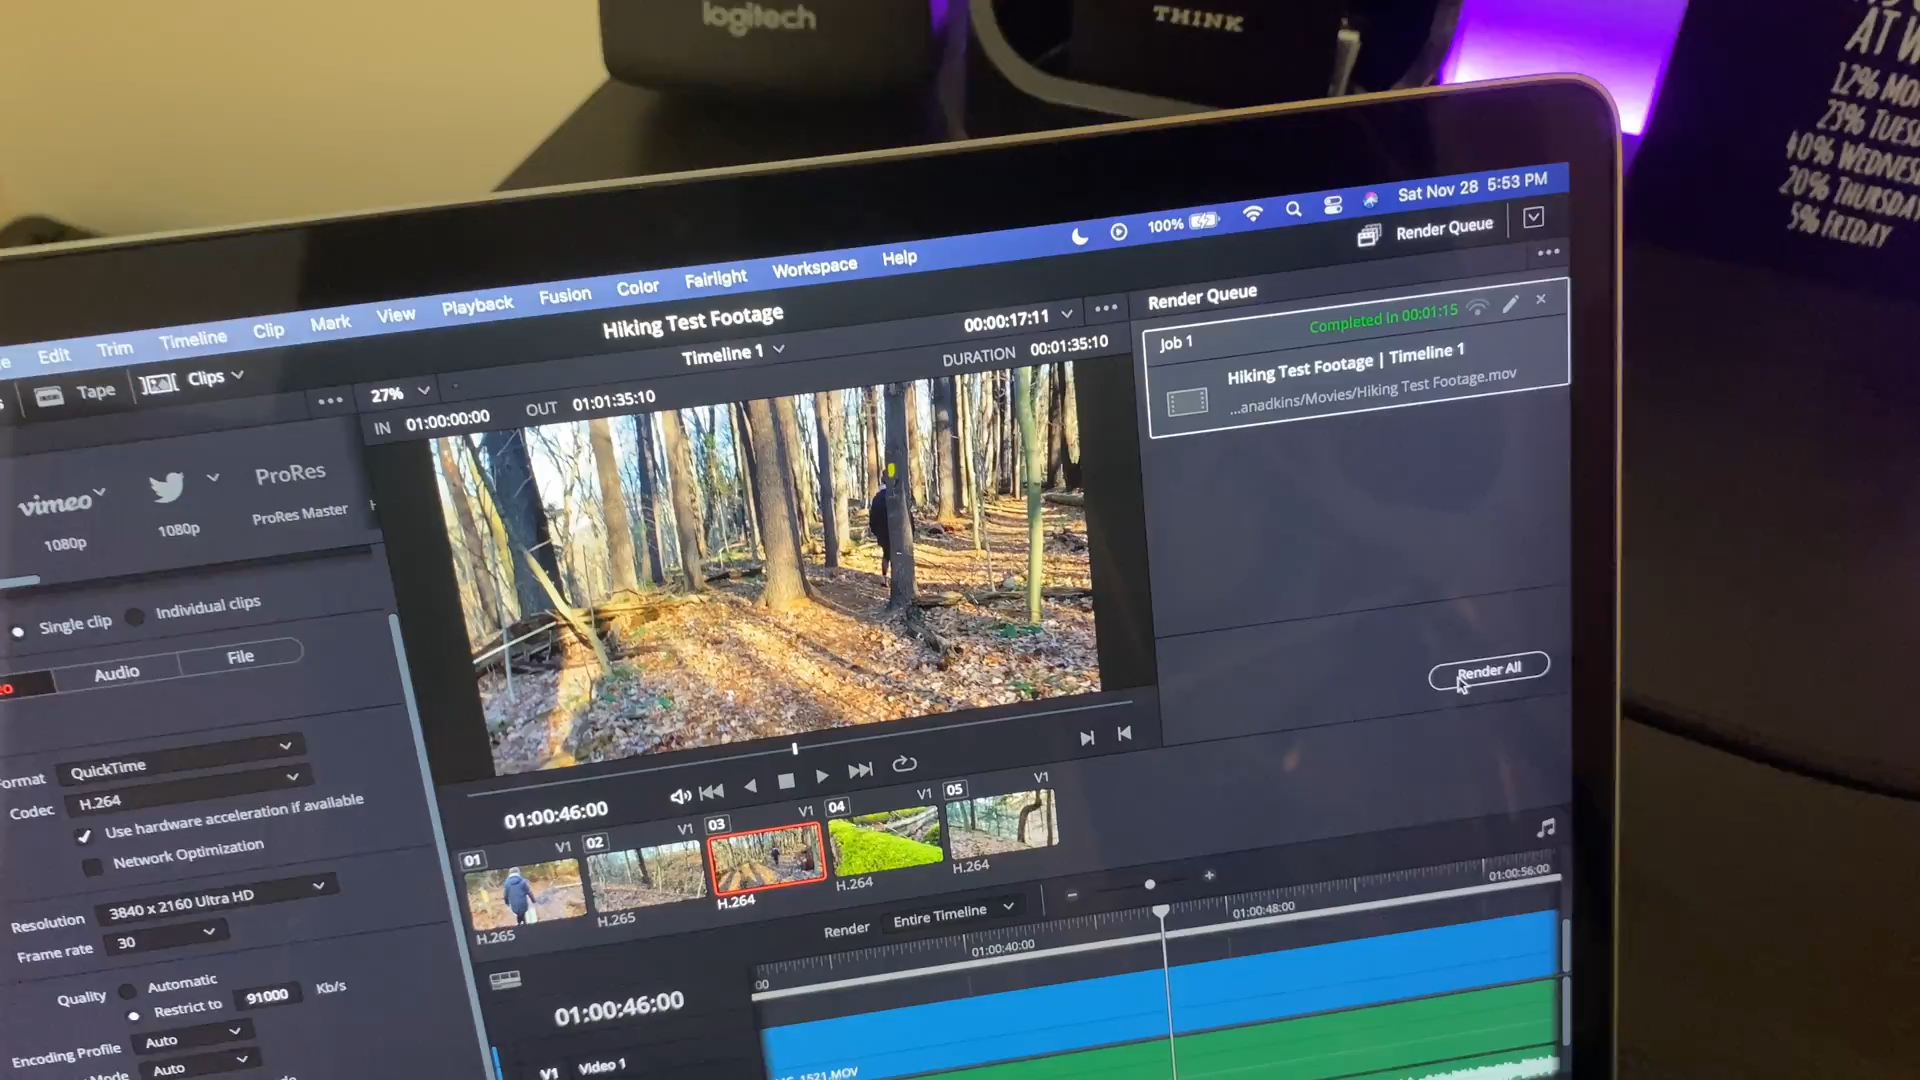 logitech
THINK
AT W
12% MO
23% TUES
40% WEDNES
20% THURSDAY
5% FRIDAY
100%
Sat Nov 28 5:53 PM
Edit Trim Timeline Clip Mark View Playback Fusion Color Fairlight Workspace Help
Render Queue
Tape Clips
Hiking Test Footage
27%
Timeline 1
00:00:17:11
IN 01:00:00:00
OUT 01:01:35:10
DURATION 00:01:35:10
Render Queue
Job 1
Completed in 00:01:15
Hiking Test Footage | Timeline 1
...anadkins/Movies/Hiking Test Footage.mov
Render All
vimeo
ProRes
1080p
1080p
ProRes Master
Single clip
Individual clips
Audio
File
QuickTime
Codec H.264
Use hardware acceleration if available
Network Optimization
Resolution 3840 x 2160 Ultra HD
Frame rate 30
Quality Automatic
Restrict to 91000 Kb/s
Encoding Profile Auto
Auto
01:00:46:00
01 V1
H.265
02 V1
H.265
03 V1
H.264
04 V1
H.264
05 V1
H.264
Render Entire Timeline
00
01:00:40:00
01:00:48:00
01:00:56:00
01:00:46:00
V1 Video 1
1521.MOV